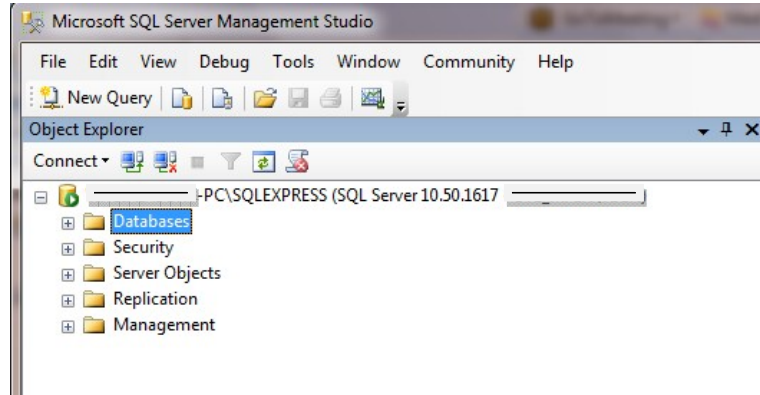 Microsoft SQL Server Management Studio
File Edit View Debug Tools Window Community Help
New Query
Object Explorer
Connect
-PC\SQLEXPRESS (SQL Server 10.50.1617
Databases
Security
Server Objects
Replication
Management